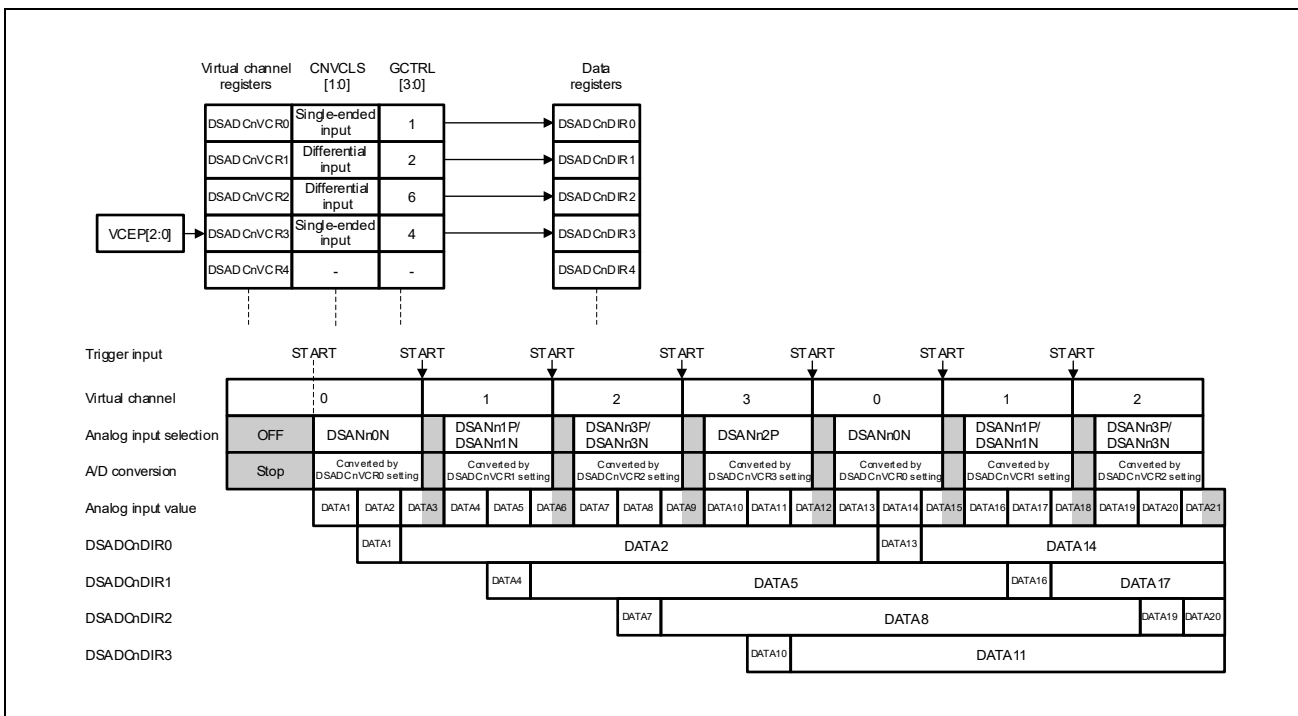 Virtual channel registers CNVCLS [1:0] GCTRL [3:0] Data registers
DSADCnVCR0 Single-ended input 1 DSADCnDIR0
DSADCnVCR1 Differential input 2 DSADCnDIR1
DSADCnVCR2 Differential input 6 DSADCnDIR2
VCEP[2:0] DSADCnVCR3 Single-ended input 4 DSADCnDIR3
DSADCnVCR4 - - DSADCnDIR4
Trigger input START START START START START START START
Virtual channel 0 1 2 3 0 1 2
Analog input selection OFF DSANn0N DSANn1P/ DSANn1N DSANn3P/ DSANn3N DSANn2P DSANn0N DSANn1P/ DSANn1N DSANn3P/ DSANn3N
A/D conversion Stop Converted by DSADCnVCR0 setting Converted by DSADCnVCR1 setting Converted by DSADCnVCR2 setting Converted by DSADCnVCR3 setting Converted by DSADCnVCR0 setting Converted by DSADCnVCR1 setting Converted by DSADCnVCR2 setting
Analog input value DATA1 DATA2 DATA3 DATA4 DATA5 DATA6 DATA7 DATA8 DATA9 DATA10 DATA11 DATA12 DATA13 DATA14 DATA15 DATA16 DATA17 DATA18 DATA19 DATA20 DATA21
DSADCnDIR0 DATA1 DATA2 DATA13 DATA14
DSADCnDIR1 DATA4 DATA5 DATA16 DATA17
DSADCnDIR2 DATA7 DATA8 DATA19 DATA20
DSADCnDIR3 DATA10 DATA11